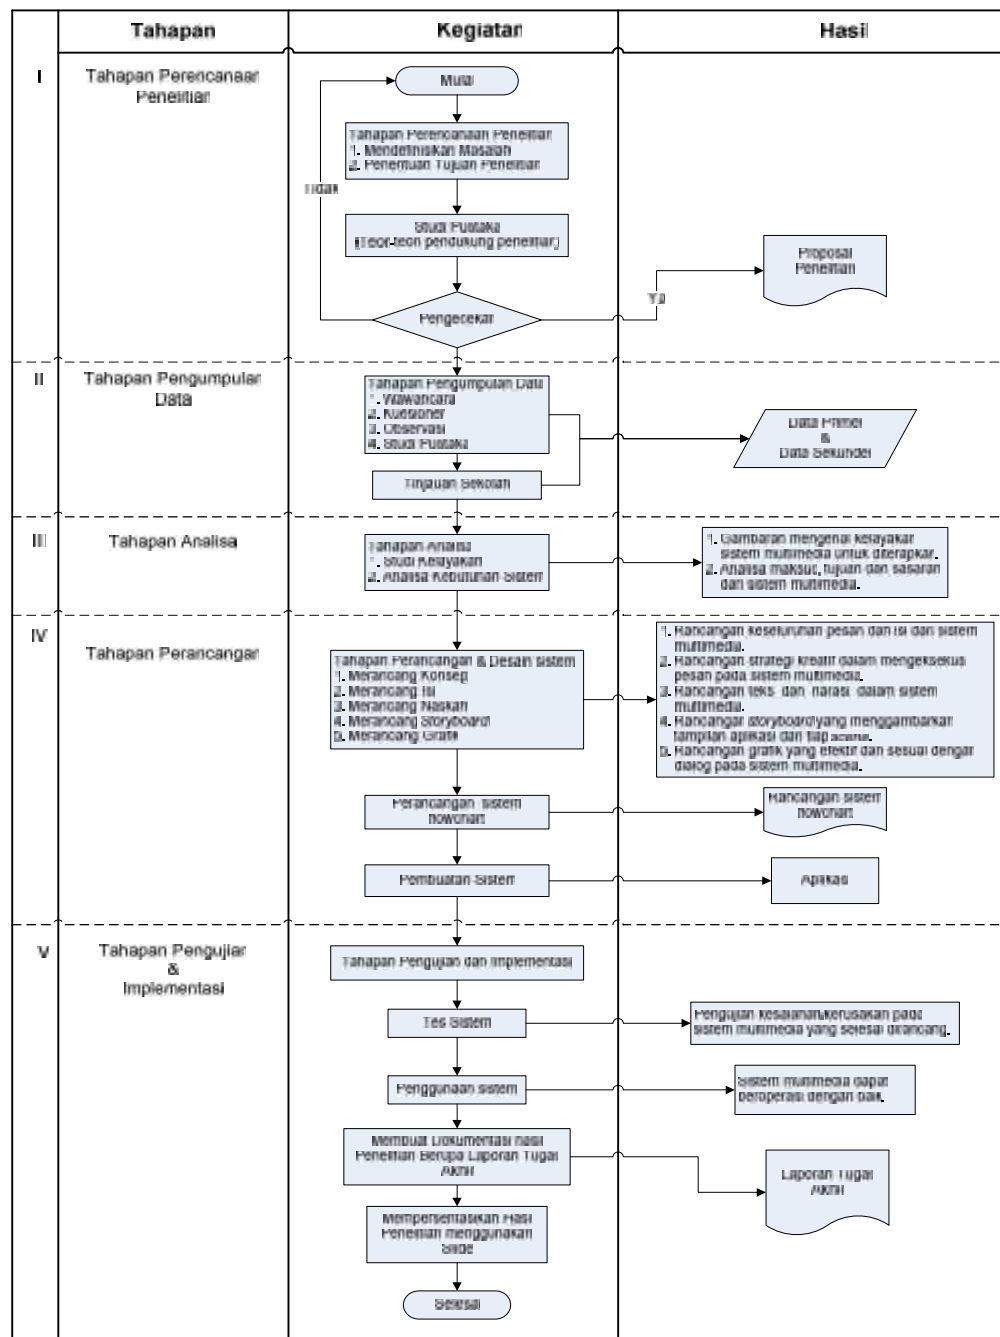 Tahapan
Kegiatan
Hasil
I
Tahapan Perencanaan
Penelitian
Mulai
Tahapan Perencanaan Penelitian
1. Mendefinisikan Masalah
2. Penentuan Tujuan Penelitian
Tidak
Studi Pustaka
(Teori-teori pendukung penelitian)
Pengecekan
Ya
Proposal
Penelitian
II
Tahapan Pengumpulan
Data
Tahapan Pengumpulan Data
1. Wawancara
2. Kuesioner
3. Observasi
4. Studi Pustaka
Tinjauan Sekolah
Data Primer
&
Data Sekunder
III
Tahapan Analisa
Tahapan Analisa
1. Studi Kelayakan
2. Analisa Kebutuhan Sistem
1. Gambaran mengenai kelayakan
sistem multimedia untuk diterapkan.
2. Analisa maksud, tujuan dan sasaran
dari sistem multimedia.
IV
Tahapan Perancangan
Tahapan Perancangan & Desain sistem
1. Merancang Konsep
2. Merancang Isi
3. Merancang Naskah
4. Merancang Storyboard
5. Merancang Grafik
1. Rancangan keseluruhan pesan dan isi dari sistem
multimedia.
2. Rancangan strategi kreatif dalam mengeksekusi
pesan pada sistem multimedia.
3. Rancangan teks dan narasi dalam sistem
multimedia.
4. Rancangan storyboard yang menggambarkan
tampilan aplikasi dari tiap scene.
5. Rancangan grafik yang efektif dan sesuai dengan
dialog pada sistem multimedia.
Perancangan sistem
flowchart
Rancangan sistem
flowchart
Pembuatan Sistem
Aplikasi
V
Tahapan Pengujian
&
Implementasi
Tahapan Pengujian dan Implementasi
Tes Sistem
Pengujian kesalahan/kerusakan pada
sistem multimedia yang selesai dirancang.
Penggunaan sistem
Sistem multimedia dapat
beroperasi dengan baik.
Membuat Dokumentasi hasil
Penelitian Berupa Laporan Tugas
Akhir
Laporan Tugas
Akhir
Mempersentasikan Hasil
Penelitian menggunakan
Slide
Selesai